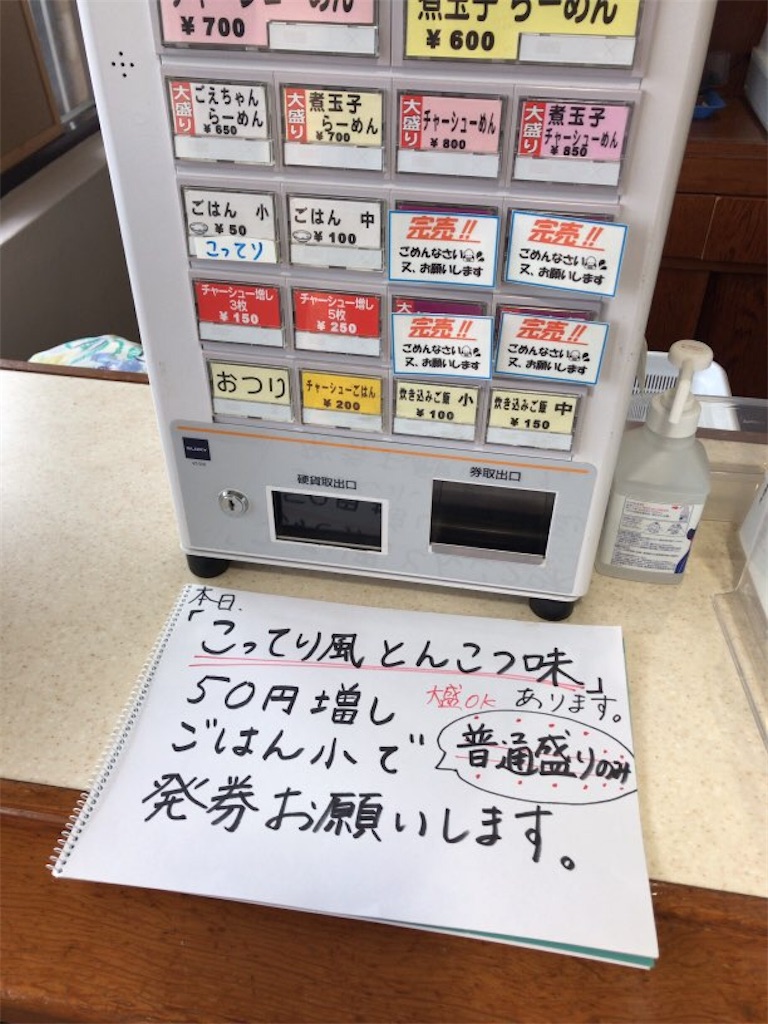 チャーシューめん
¥700
煮玉子らーめん
¥600
大盛り ごえちゃん らーめん ¥650
大盛り 煮玉子 らーめん ¥700
大盛り チャーシューめん ¥800
大盛り 煮玉子 チャーシューめん ¥850
ごはん 小
¥50
こってり
ごはん 中
¥100
完売!!
ごめんなさい
又、お願いします
完売!!
ごめんなさい
又、お願いします
チャーシュー増し
3枚
¥150
チャーシュー増し
5枚
¥250
大
完売!!
ごめんなさい
又、お願いします
完売!!
ごめんなさい
又、お願いします
おつり
チャーシューごはん
¥200
炊き込みご飯 小
¥100
炊き込みご飯 中
¥150
硬貨取出口
券取出口
本日、
「こってり風とんこつ味」
大盛OK あります。
50円増し
ごはん小で
普通盛りのみ
発券お願いします。